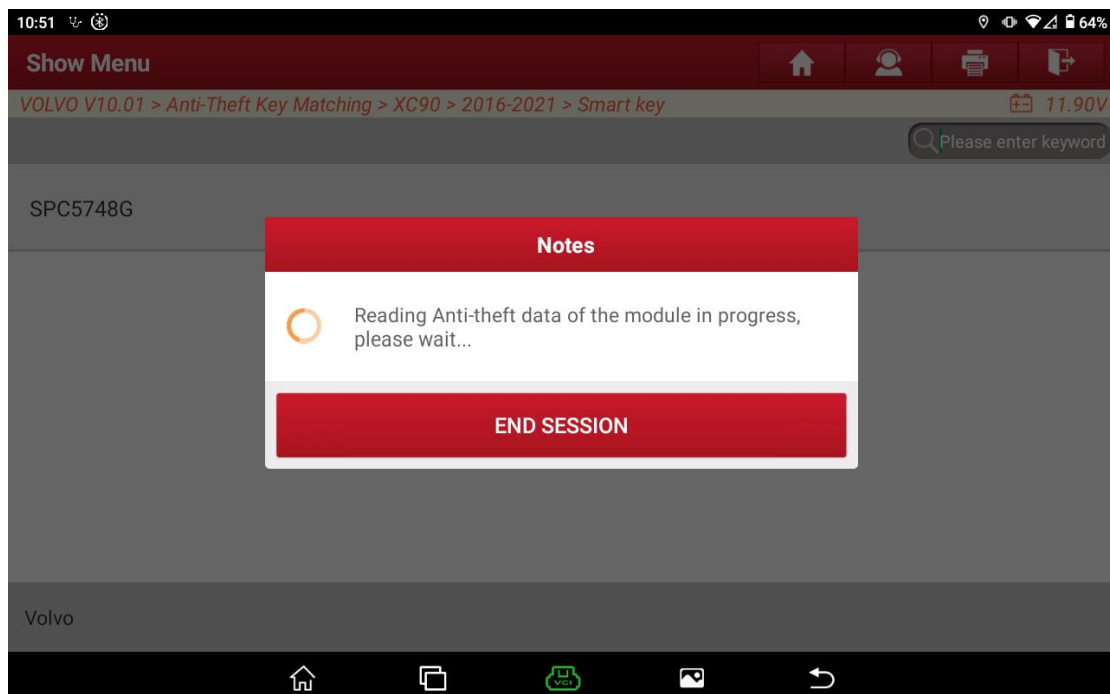 10:51
64%
Show Menu
VOLVO V10.01 > Anti-Theft Key Matching > XC90 > 2016-2021 > Smart key
11.90V
Please enter keyword
SPC5748G
Notes
Reading Anti-theft data of the module in progress,
please wait...
END SESSION
Volvo
VCI